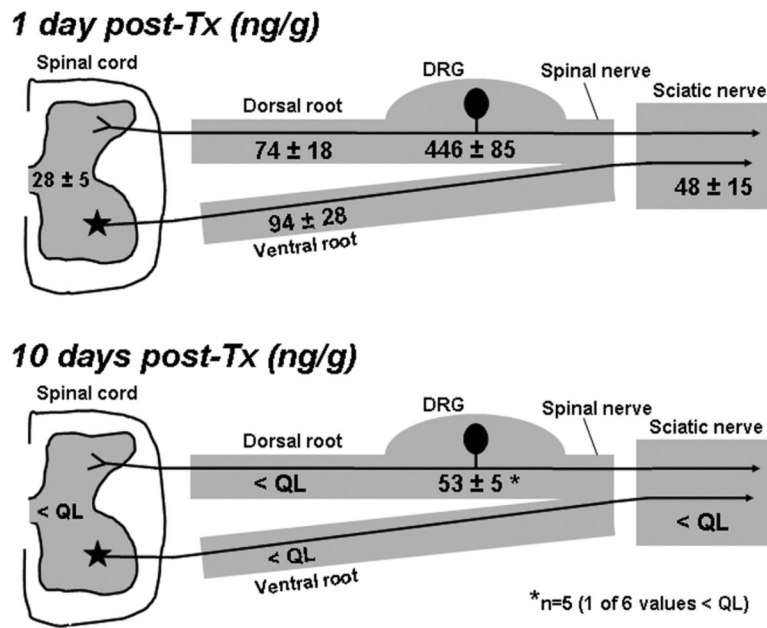 1 day post-Tx (ng/g)
Spinal cord
DRG
Spinal nerve
Dorsal root
Sciatic nerve
74 ± 18
446 ± 85
28 ± 5
48 ± 15
94 ± 28
Ventral root
10 days post-Tx (ng/g)
Spinal cord
DRG
Spinal nerve
Dorsal root
Sciatic nerve
< QL
53 ± 5 *
< QL
< QL
< QL
Ventral root
*n=5 (1 of 6 values < QL)